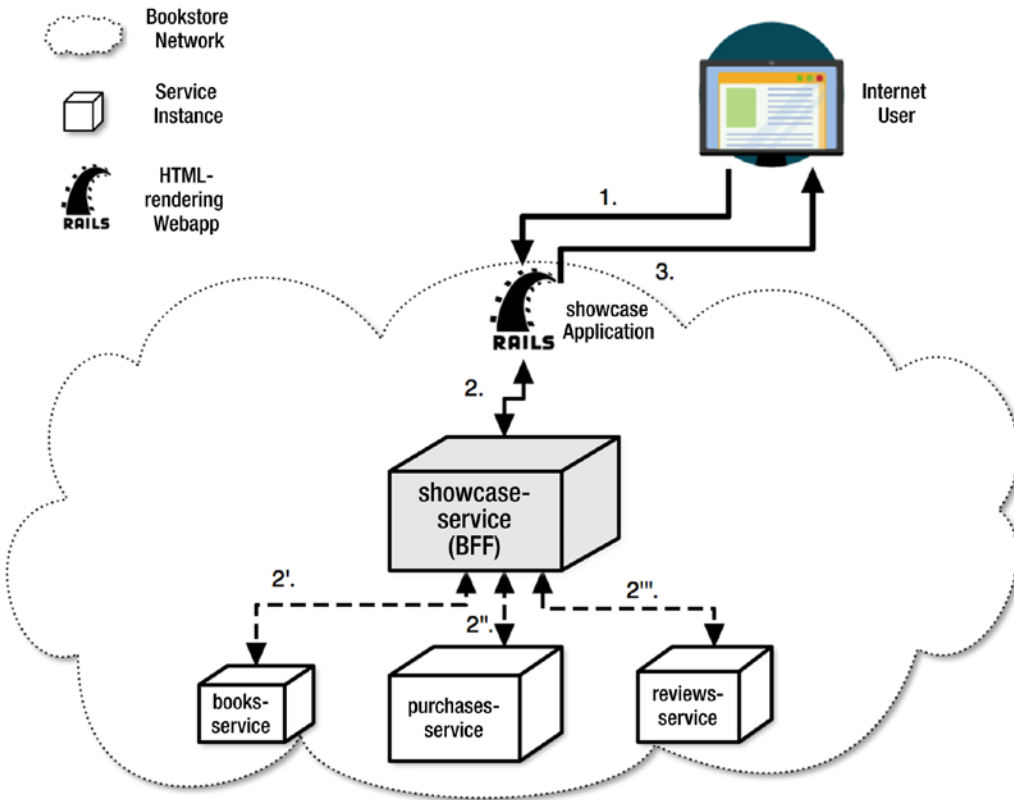 Bookstore
Network
Service
Instance
HTML-
rendering
Webapp
RAILS
Internet
User
1.
3.
showcase
Application
RAILS
2.
showcase-
service
(BFF)
2'.
2".
2'".
books-
service
purchases-
service
reviews-
service